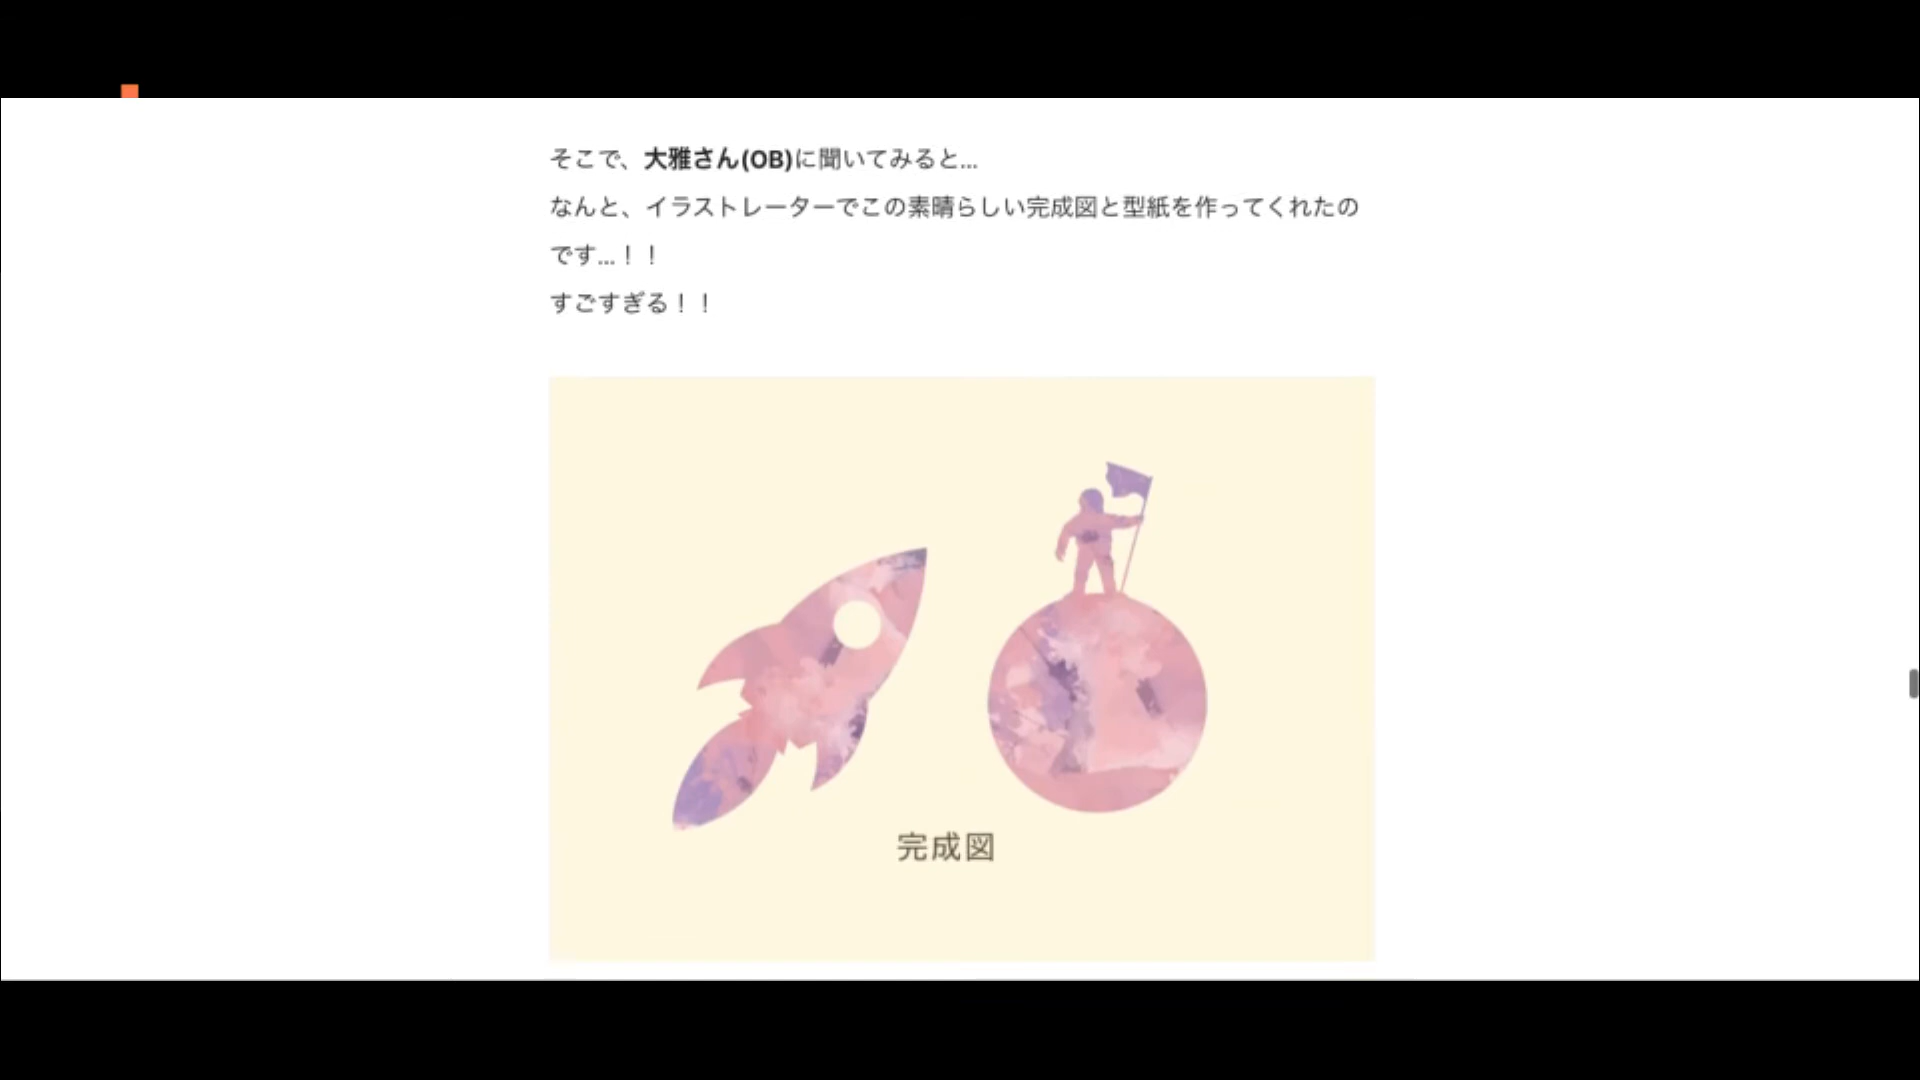 そこで、大雅さん(OB)に聞いてみると...
なんと、イラストレーターでこの素晴らしい完成図と型紙を作ってくれたの
です...！！
すごすぎる！！
完成図